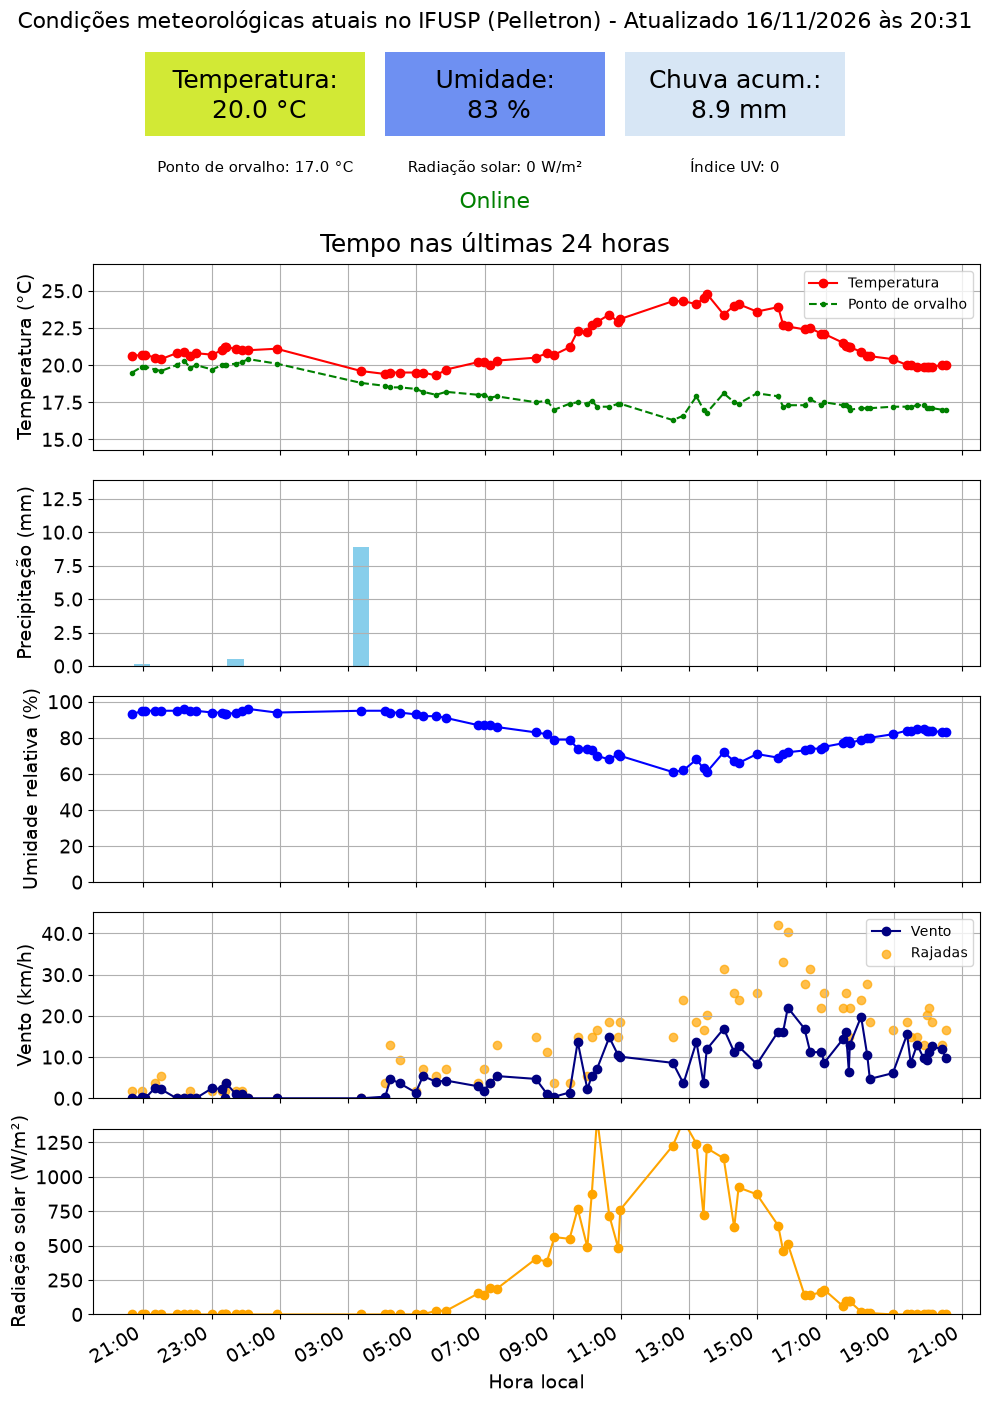 Condições meteorológicas atuais no IFUSP (Pelletron) - Atualizado 16/11/2026 às 20:31
Temperatura:
20.0 °C
Umidade:
83 %
Chuva acum.:
8.9 mm
Ponto de orvalho: 17.0 °C
Radiação solar: 0 W/m²
Índice UV: 0
Online
Tempo nas últimas 24 horas
Temperatura (°C)
25.0
22.5
20.0
17.5
15.0
Temperatura
Ponto de orvalho
Precipitação (mm)
12.5
10.0
7.5
5.0
2.5
0.0
Umidade relativa (%)
100
80
60
40
20
0
Vento (km/h)
40.0
30.0
20.0
10.0
0.0
Vento
Rajadas
Radiação solar (W/m²)
1250
1000
750
500
250
0
21:00
23:00
01:00
03:00
05:00
07:00
09:00
11:00
13:00
15:00
17:00
19:00
21:00
Hora local